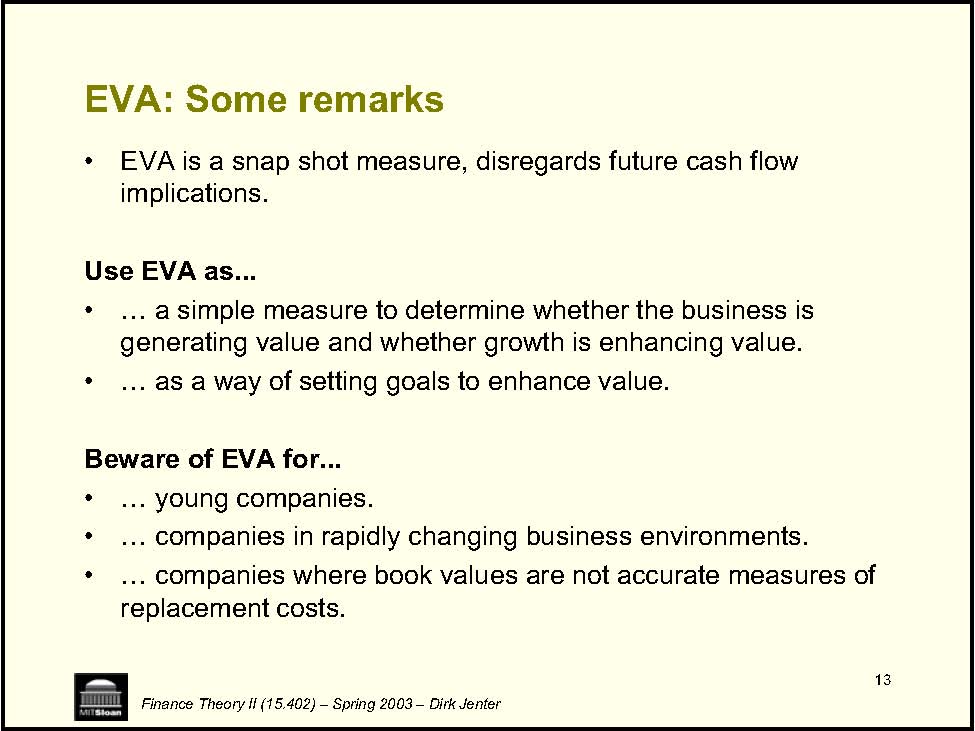 EVA: Some remarks
• EVA is a snap shot measure, disregards future cash flow
implications.
Use EVA as...
• … a simple measure to determine whether the business is
generating value and whether growth is enhancing value.
• … as a way of setting goals to enhance value.
Beware of EVA for...
• … young companies.
• … companies in rapidly changing business environments.
• … companies where book values are not accurate measures of
replacement costs.
13
MITSloan
Finance Theory II (15.402) – Spring 2003 – Dirk Jenter